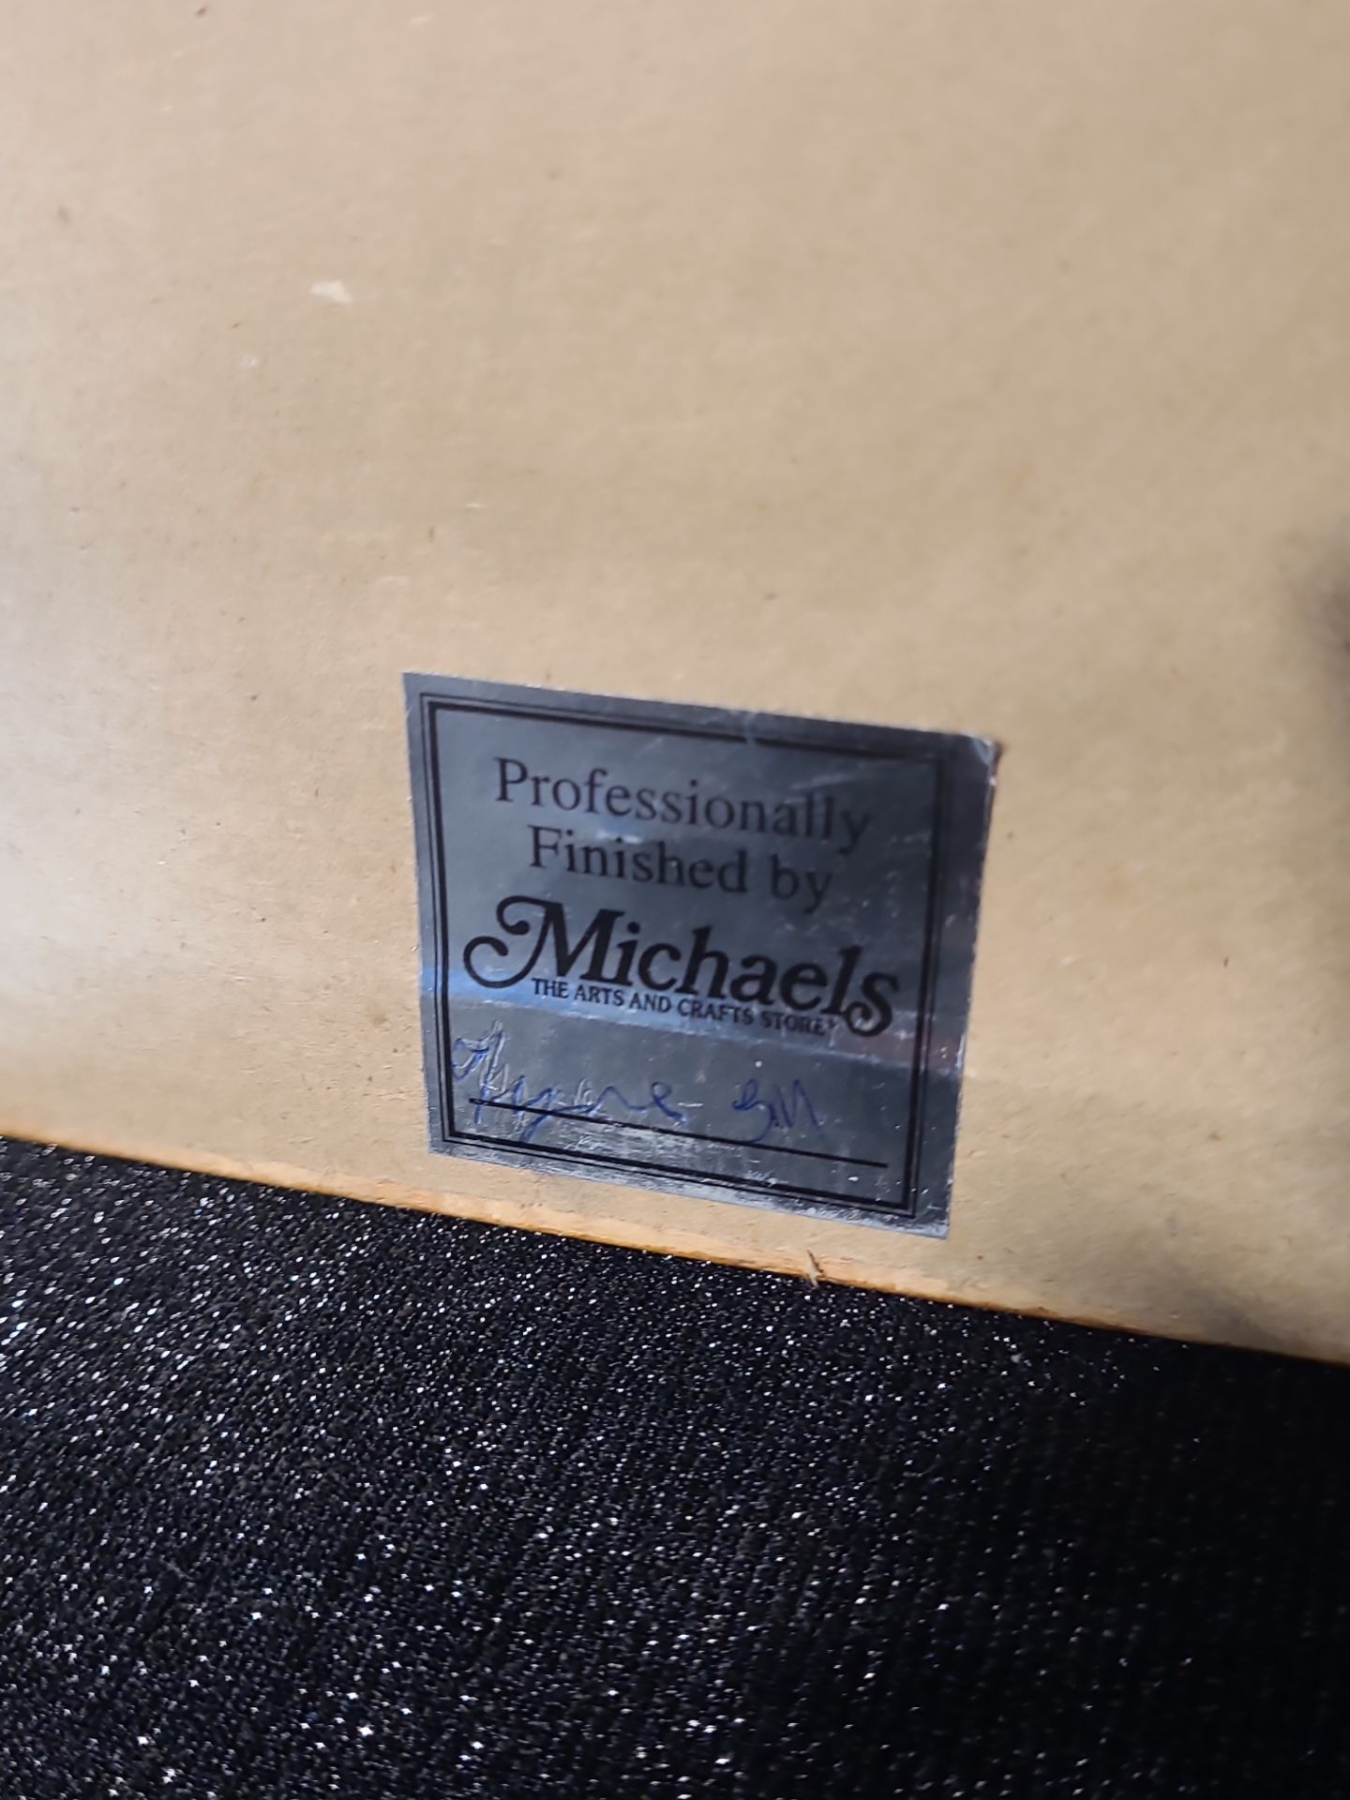 Professionally
Finished by
Michaels
THE ARTS AND CRAFTS STORE®